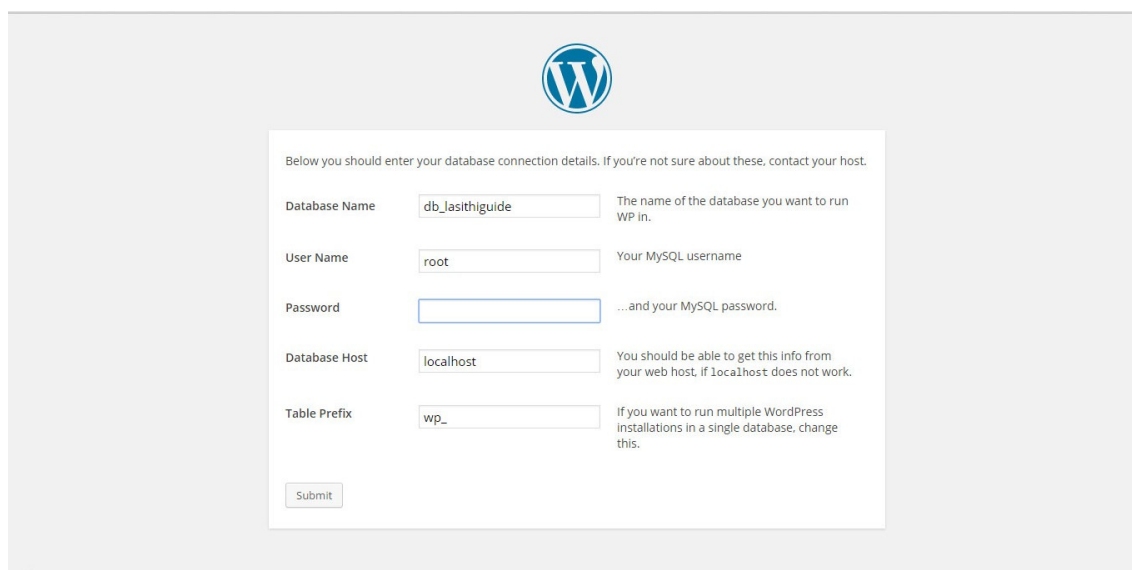 Below you should enter your database connection details. If you’re not sure about these, contact your host.
Database Name
db_lasithiguide
The name of the database you want to run
WP in.
User Name
root
Your MySQL username
Password
…and your MySQL password.
Database Host
localhost
You should be able to get this info from
your web host, if localhost does not work.
Table Prefix
wp_
If you want to run multiple WordPress
installations in a single database, change
this.
Submit